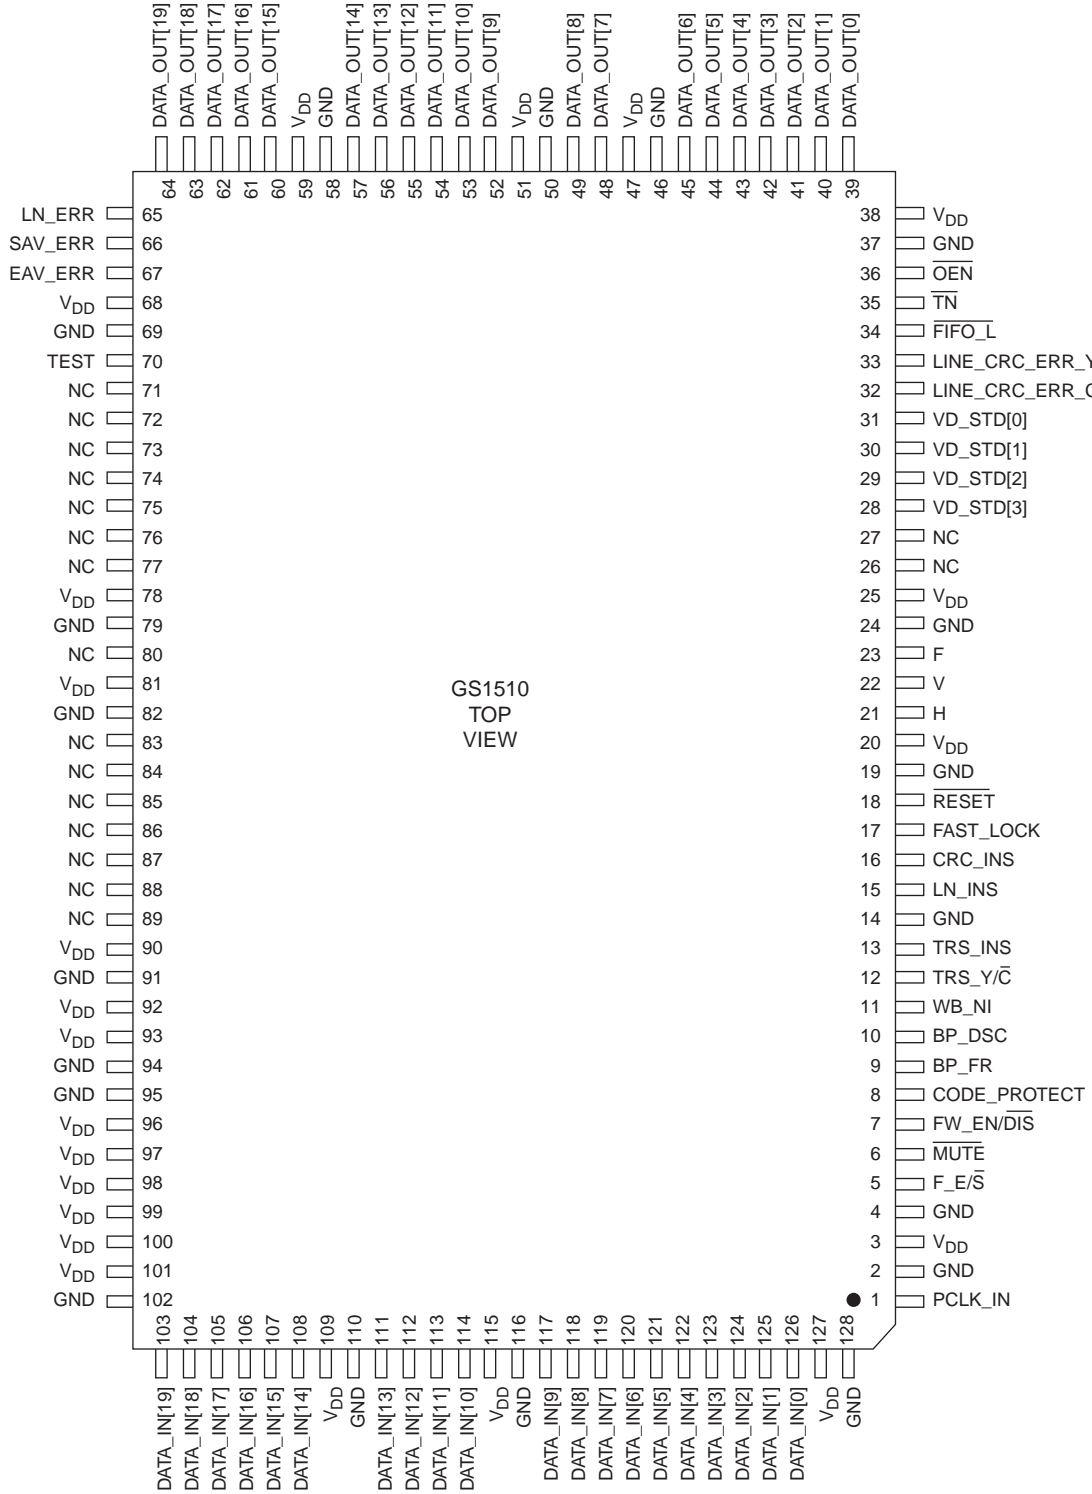 DATA_OUT[19]
DATA_OUT[18]
DATA_OUT[17]
DATA_OUT[16]
DATA_OUT[15]
VDD
GND
DATA_OUT[14]
DATA_OUT[13]
DATA_OUT[12]
DATA_OUT[11]
DATA_OUT[10]
DATA_OUT[9]
VDD
GND
DATA_OUT[8]
DATA_OUT[7]
VDD
GND
DATA_OUT[6]
DATA_OUT[5]
DATA_OUT[4]
DATA_OUT[3]
DATA_OUT[2]
DATA_OUT[1]
DATA_OUT[0]
64
63
62
61
60
59
58
57
56
55
54
53
52
51
50
49
48
47
46
45
44
43
42
41
40
39
LN_ERR 65
SAV_ERR 66
EAV_ERR 67
VDD 68
GND 69
TEST 70
NC 71
NC 72
NC 73
NC 74
NC 75
NC 76
NC 77
VDD 78
GND 79
NC 80
VDD 81
GND 82
NC 83
NC 84
NC 85
NC 86
NC 87
NC 88
NC 89
VDD 90
GND 91
VDD 92
VDD 93
GND 94
GND 95
VDD 96
VDD 97
VDD 98
VDD 99
VDD 100
VDD 101
GND 102
GS1510
TOP
VIEW
38 VDD
37 GND
36 OEN
35 TN
34 FIFO_L
33 LINE_CRC_ERR_Y
32 LINE_CRC_ERR_C
31 VD_STD[0]
30 VD_STD[1]
29 VD_STD[2]
28 VD_STD[3]
27 NC
26 NC
25 VDD
24 GND
23 F
22 V
21 H
20 VDD
19 GND
18 RESET
17 FAST_LOCK
16 CRC_INS
15 LN_INS
14 GND
13 TRS_INS
12 TRS_Y/C
11 WB_NI
10 BP_DSC
9 BP_FR
8 CODE_PROTECT
7 FW_EN/DIS
6 MUTE
5 F_E/S
4 GND
3 VDD
2 GND
1 PCLK_IN
103
104
105
106
107
108
109
110
111
112
113
114
115
116
117
118
119
120
121
122
123
124
125
126
127
128
DATA_IN[19]
DATA_IN[18]
DATA_IN[17]
DATA_IN[16]
DATA_IN[15]
DATA_IN[14]
VDD
GND
DATA_IN[13]
DATA_IN[12]
DATA_IN[11]
DATA_IN[10]
VDD
GND
DATA_IN[9]
DATA_IN[8]
DATA_IN[7]
DATA_IN[6]
DATA_IN[5]
DATA_IN[4]
DATA_IN[3]
DATA_IN[2]
DATA_IN[1]
DATA_IN[0]
VDD
GND